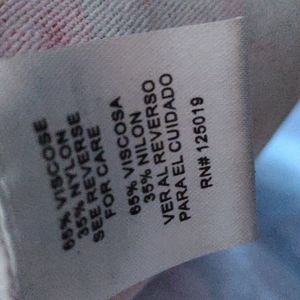 65% VISCOSE
35% NYLON
SEE REVERSE
FOR CARE
65% VISCOSA
35% NILON
VER AL REVERSO
PARA EL CUIDADO
RN# 125019